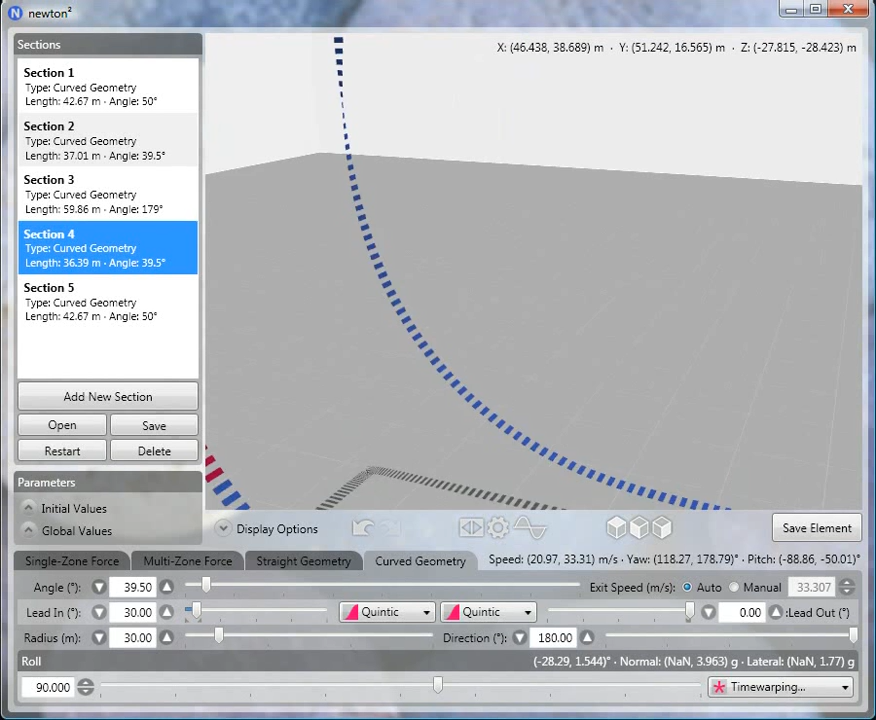 newton²
Sections
X: (46.438, 38.689) m · Y: (51.242, 16.565) m · Z: (-27.815, -28.423) m
Section 1
Type: Curved Geometry
Length: 42.67 m · Angle: 50°
Section 2
Type: Curved Geometry
Length: 37.01 m · Angle: 39.5°
Section 3
Type: Curved Geometry
Length: 59.86 m · Angle: 179°
Section 4
Type: Curved Geometry
Length: 36.39 m · Angle: 39.5°
Section 5
Type: Curved Geometry
Length: 42.67 m · Angle: 50°
Add New Section
Open Save
Restart Delete
Parameters
Initial Values
Global Values
Display Options
Save Element
Single-Zone Force Multi-Zone Force Straight Geometry Curved Geometry Speed: (20.97, 33.31) m/s · Yaw: (118.27, 178.79)° · Pitch: (-88.86, -50.01)°
Angle (°): 39.50 Exit Speed (m/s): Auto Manual 33.307
Lead In (°): 30.00 Quintic Quintic 0.00 :Lead Out (°)
Radius (m): 30.00 Direction (°): 180.00
Roll (-28.29, 1.544)° · Normal: (NaN, 3.963) g · Lateral: (NaN, 1.77) g
90.000 Timewarping...